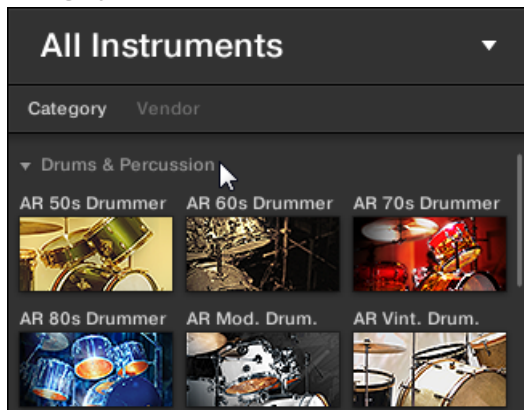 All Instruments
Category Vendor
Drums & Percussion
AR 50s Drummer AR 60s Drummer AR 70s Drummer
AR 80s Drummer AR Mod. Drum. AR Vint. Drum.